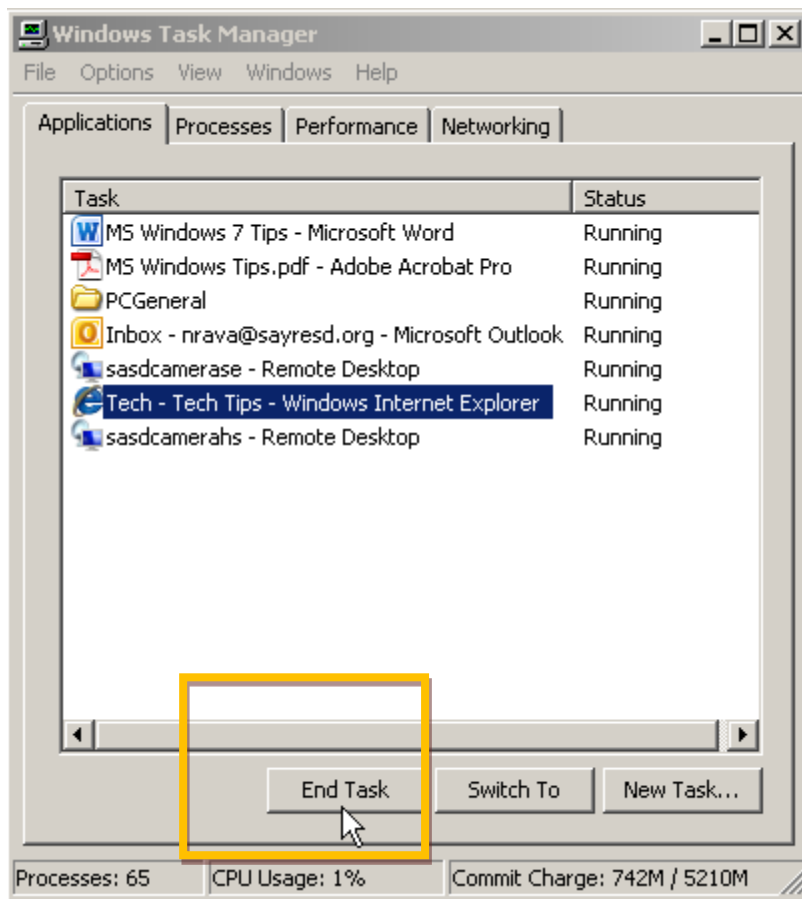 Windows Task Manager
File Options View Windows Help
Applications Processes Performance Networking
Task Status
MS Windows 7 Tips - Microsoft Word Running
MS Windows Tips.pdf - Adobe Acrobat Pro Running
PCGeneral Running
Inbox - nrava@sayresd.org - Microsoft Outlook Running
sasdcamerase - Remote Desktop Running
Tech - Tech Tips - Windows Internet Explorer Running
sasdcamerahs - Remote Desktop Running
End Task Switch To New Task...
Processes: 65 CPU Usage: 1% Commit Charge: 742M / 5210M